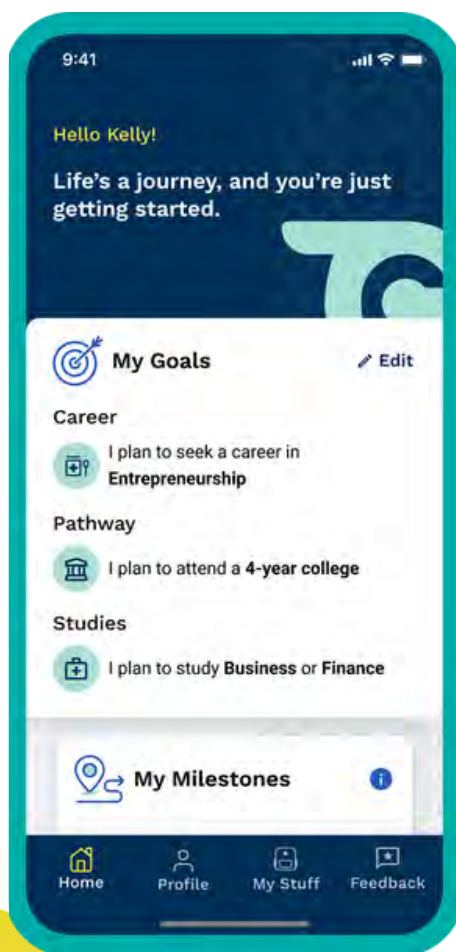 9:41
Hello Kelly!
Life's a journey, and you're just
getting started.
My Goals
Edit
Career
I plan to seek a career in
Entrepreneurship
Pathway
I plan to attend a 4-year college
Studies
I plan to study Business or Finance
My Milestones
i
Home
Profile
My Stuff
Feedback